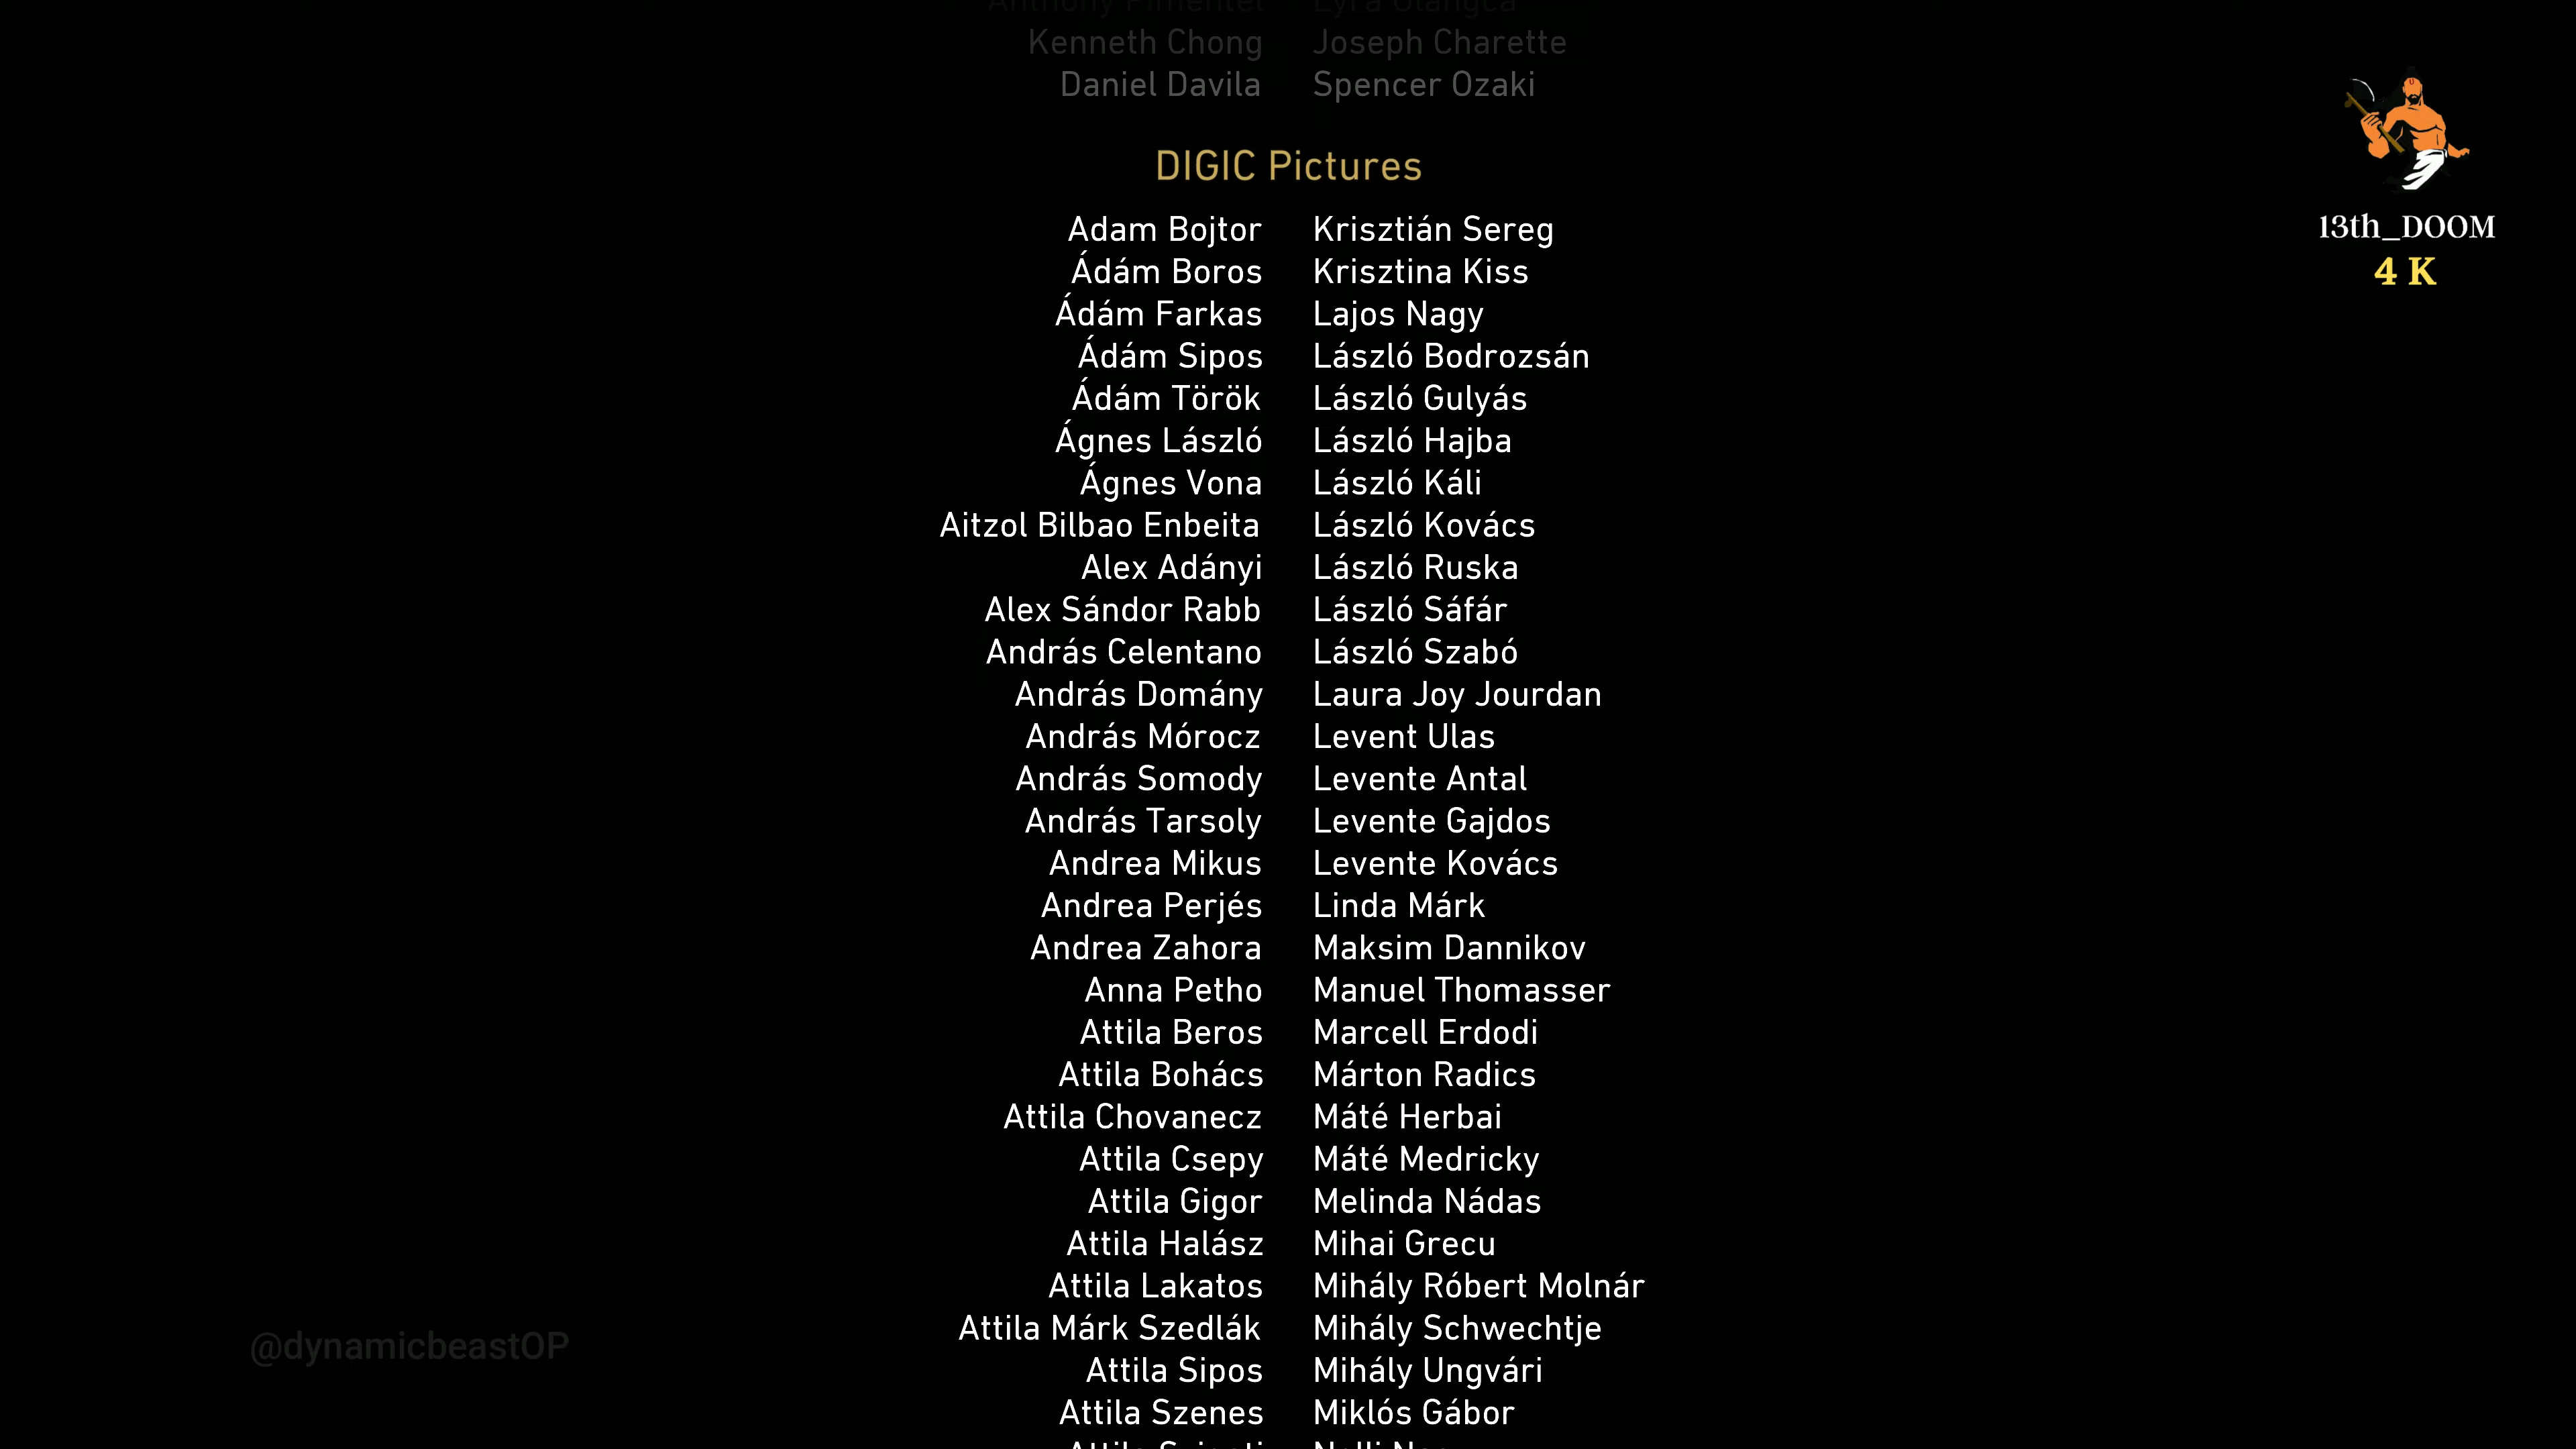 Kenneth Chong Joseph Charette
Daniel Davila Spencer Ozaki
DIGIC Pictures
Adam Bojtor Krisztián Sereg
Ádám Boros Krisztina Kiss
Ádám Farkas Lajos Nagy
Ádám Sipos László Bodrozsán
Ádám Török László Gulyás
Ágnes László László Hajba
Ágnes Vona László Káli
Aitzol Bilbao Enbeita László Kovács
Alex Adányi László Ruska
Alex Sándor Rabb László Sáfár
András Celentano László Szabó
András Domány Laura Joy Jourdan
András Mórocz Levent Ulas
András Somody Levente Antal
András Tarsoly Levente Gajdos
Andrea Mikus Levente Kovács
Andrea Perjés Linda Márk
Andrea Zahora Maksim Dannikov
Anna Petho Manuel Thomasser
Attila Beros Marcell Erdodi
Attila Bohács Márton Radics
Attila Chovanecz Máté Herbai
Attila Csepy Máté Medricky
Attila Gigor Melinda Nádas
Attila Halász Mihai Grecu
Attila Lakatos Mihály Róbert Molnár
Attila Márk Szedlák Mihály Schwechtje
Attila Sipos Mihály Ungvári
Attila Szenes Miklós Gábor
13th_DOOM
4 K
@dynamicbeastOP